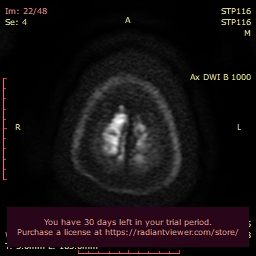 Im: 22/48
STP116
Se: 4
STP116
A
M
Ax DWI B 1000
R
L
You have 30 days left in your trial period.
Purchase a license at https://radiantviewer.com/store/